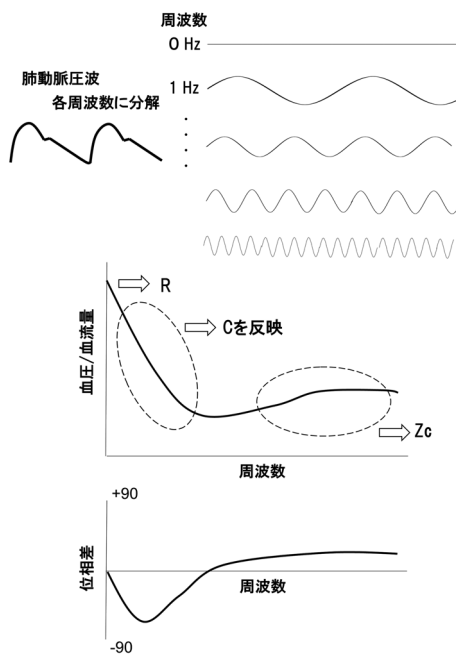 周波数
0 Hz
肺動脈圧波
各周波数に分解
1 Hz
R
Cを反映
血圧/血流量
Zc
周波数
+90
位相差
周波数
-90